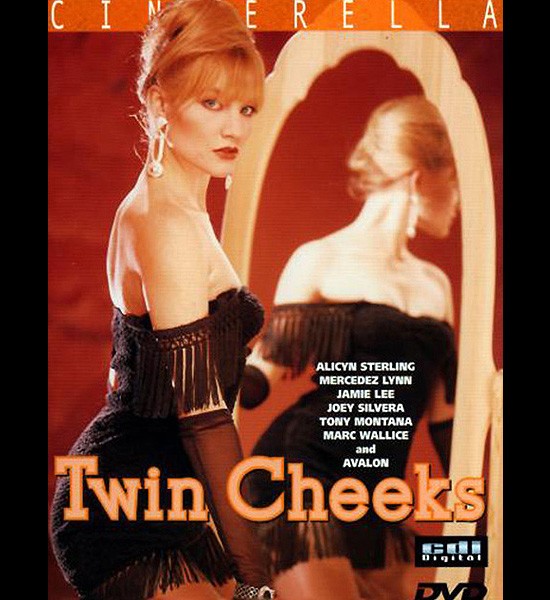 CINDERELLA
ALICYN STERLING
MERCEDEZ LYNN
JAMIE LEE
JOEY SILVERA
TONY MONTANA
MARC WALLICE
and
AVALON
Twin Cheeks
cdi
Digital
DVD